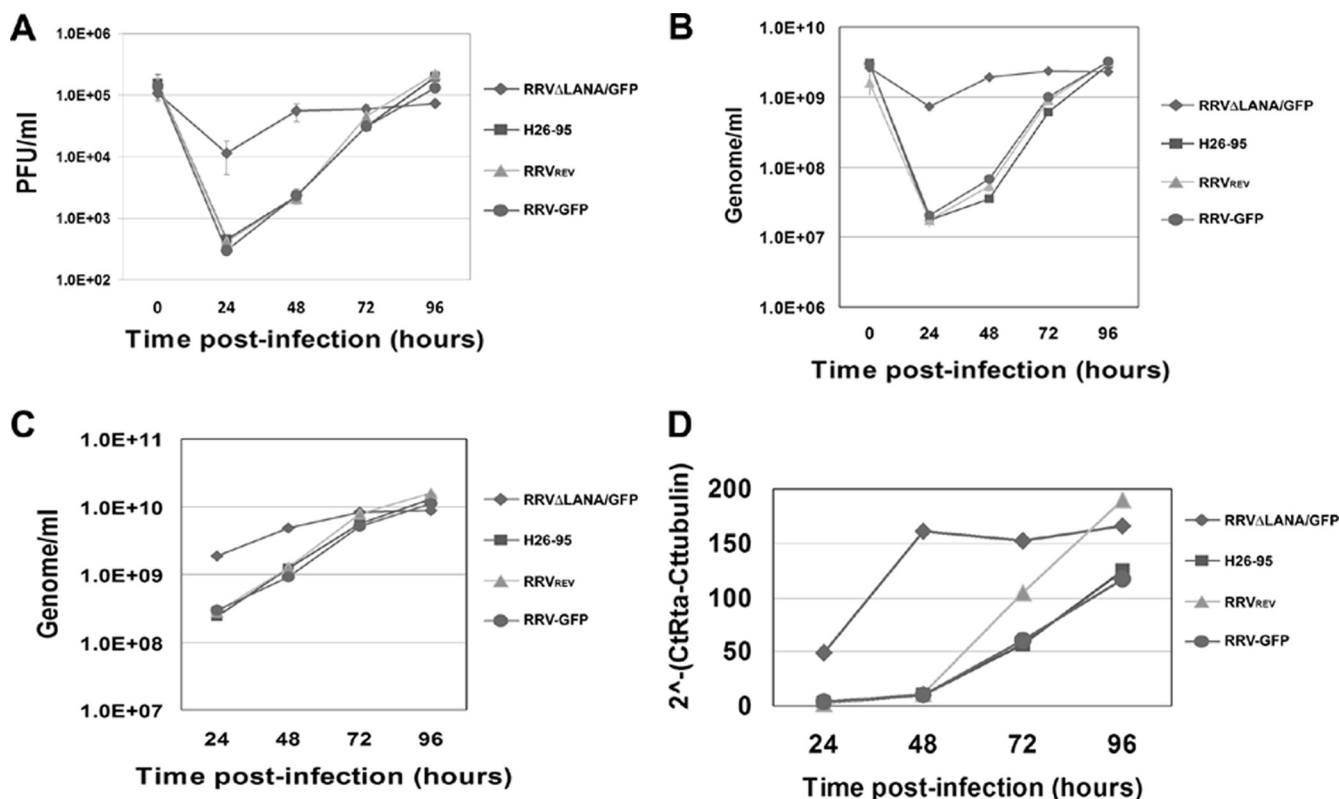 A
1.0E+06
1.0E+05
1.0E+04
1.0E+03
1.0E+02
PFU/ml
0 24 48 72 96
Time post-infection (hours)
RRVΔLANA/GFP
H26-95
RRVREV
RRV-GFP
B
1.0E+10
1.0E+09
1.0E+08
1.0E+07
1.0E+06
Genome/ml
0 24 48 72 96
Time post-infection (hours)
RRVΔLANA/GFP
H26-95
RRVREV
RRV-GFP
C
1.0E+11
1.0E+10
1.0E+09
1.0E+08
1.0E+07
Genome/ml
24 48 72 96
Time post-infection (hours)
RRVΔLANA/GFP
H26-95
RRVREV
RRV-GFP
D
200
150
100
50
0
2^-(CtRta-Cttubulin)
24 48 72 96
Time post-infection (hours)
RRVΔLANA/GFP
H26-95
RRVREV
RRV-GFP